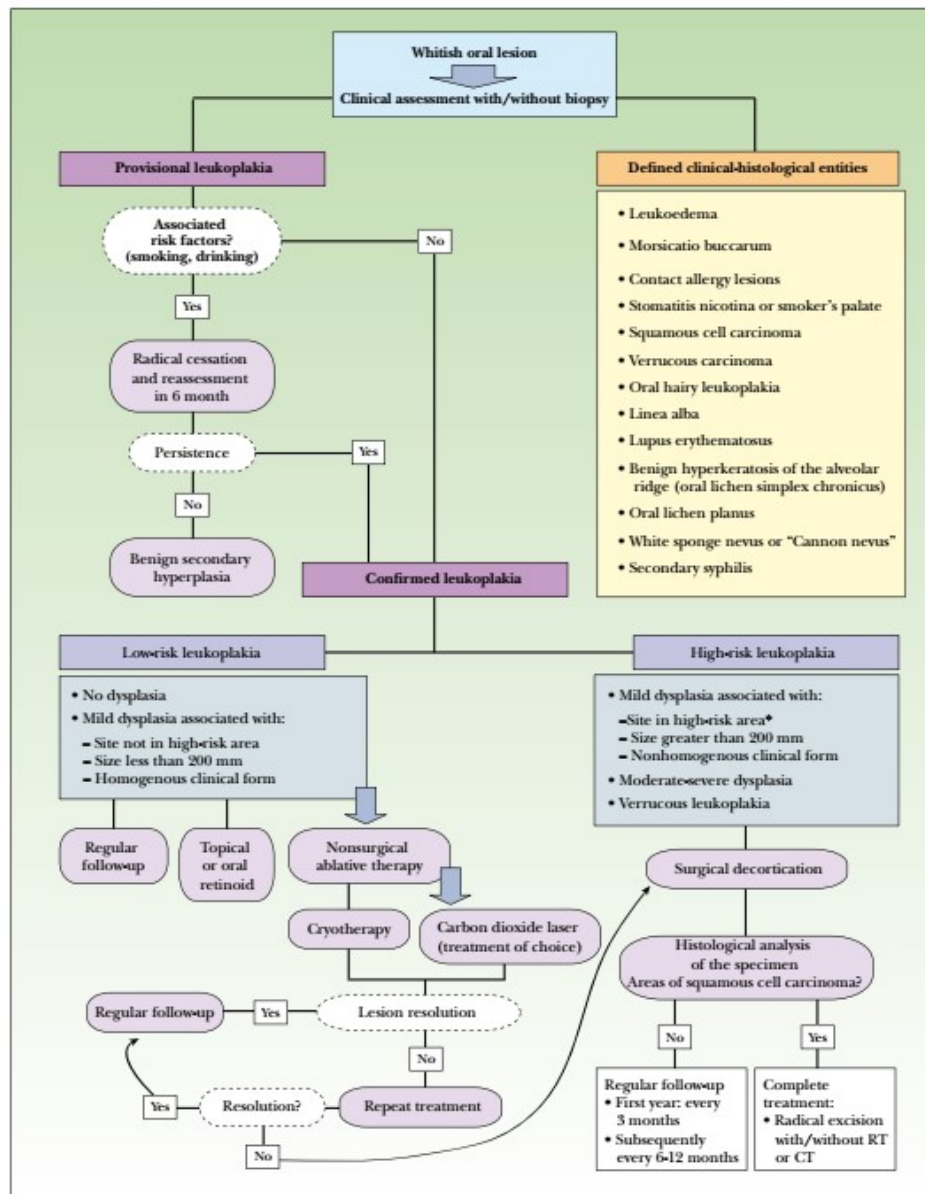 Whitish oral lesion
Clinical assessment with/without biopsy
Provisional leukoplakia
Associated
risk factors?
(smoking, drinking)
No
Yes
Radical cessation
and reassessment
in 6 month
Persistence
Yes
No
Benign secondary
hyperplasia
Confirmed leukoplakia
Defined clinical-histological entities
• Leukoedema
• Morsicatio buccarum
• Contact allergy lesions
• Stomatitis nicotina or smoker's palate
• Squamous cell carcinoma
• Verrucous carcinoma
• Oral hairy leukoplakia
• Linea alba
• Lupus erythematosus
• Benign hyperkeratosis of the alveolar
ridge (oral lichen simplex chronicus)
• Oral lichen planus
• White sponge nevus or "Cannon nevus"
• Secondary syphilis
Low-risk leukoplakia
• No dysplasia
• Mild dysplasia associated with:
– Site not in high-risk area
– Size less than 200 mm
– Homogenous clinical form
Regular
follow-up
Topical
or oral
retinoid
Nonsurgical
ablative therapy
Cryotherapy
Carbon dioxide laser
(treatment of choice)
Regular follow-up
Yes
Lesion resolution
No
Yes
Resolution?
Repeat treatment
No
High-risk leukoplakia
• Mild dysplasia associated with:
–Site in high-risk area*
– Size greater than 200 mm
– Nonhomogenous clinical form
• Moderate-severe dysplasia
• Verrucous leukoplakia
Surgical decortication
Histological analysis
of the specimen
Areas of squamous cell carcinoma?
No
Yes
Regular follow-up
• First year: every
3 months
• Subsequently
every 6-12 months
Complete
treatment:
• Radical excision
with/without RT
or CT